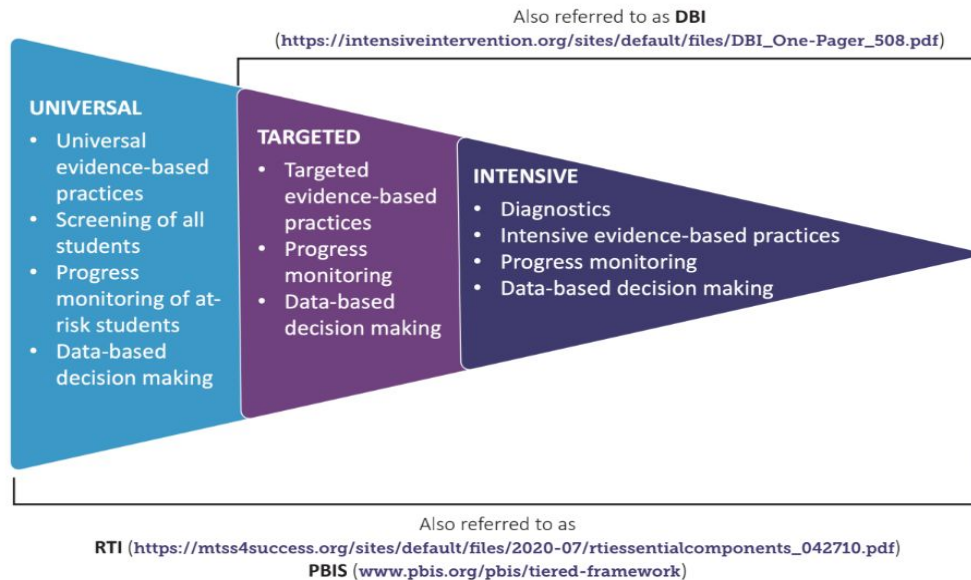 Also referred to as DBI
(https://intensiveintervention.org/sites/default/files/DBI_One-Pager_508.pdf)
UNIVERSAL
• Universal
evidence-based
practices
• Screening of all
students
• Progress
monitoring of at-
risk students
• Data-based
decision making
TARGETED
• Targeted
evidence-based
practices
• Progress
monitoring
• Data-based
decision making
INTENSIVE
• Diagnostics
• Intensive evidence-based practices
• Progress monitoring
• Data-based decision making
Also referred to as
RTI (https://mtss4success.org/sites/default/files/2020-07/rtiessentialcomponents_042710.pdf)
PBIS (www.pbis.org/pbis/tiered-framework)